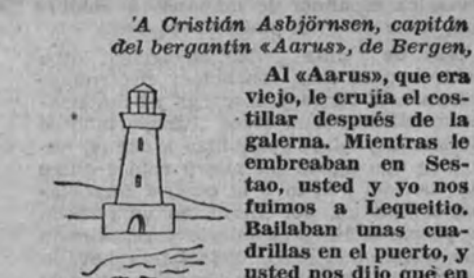 'A Cristián Asbjörnsen, capitán
del bergantín «Aarus», de Bergen,
Al «Aarus», que era
viejo, le crujía el cos-
tillar después de la
galerna. Mientras le
embreaban en Ses-
tao, usted y yo nos
fuimos a Lequeitio.
Bailaban unas cua-
drillas en el puerto, y
usted nos dijo que en